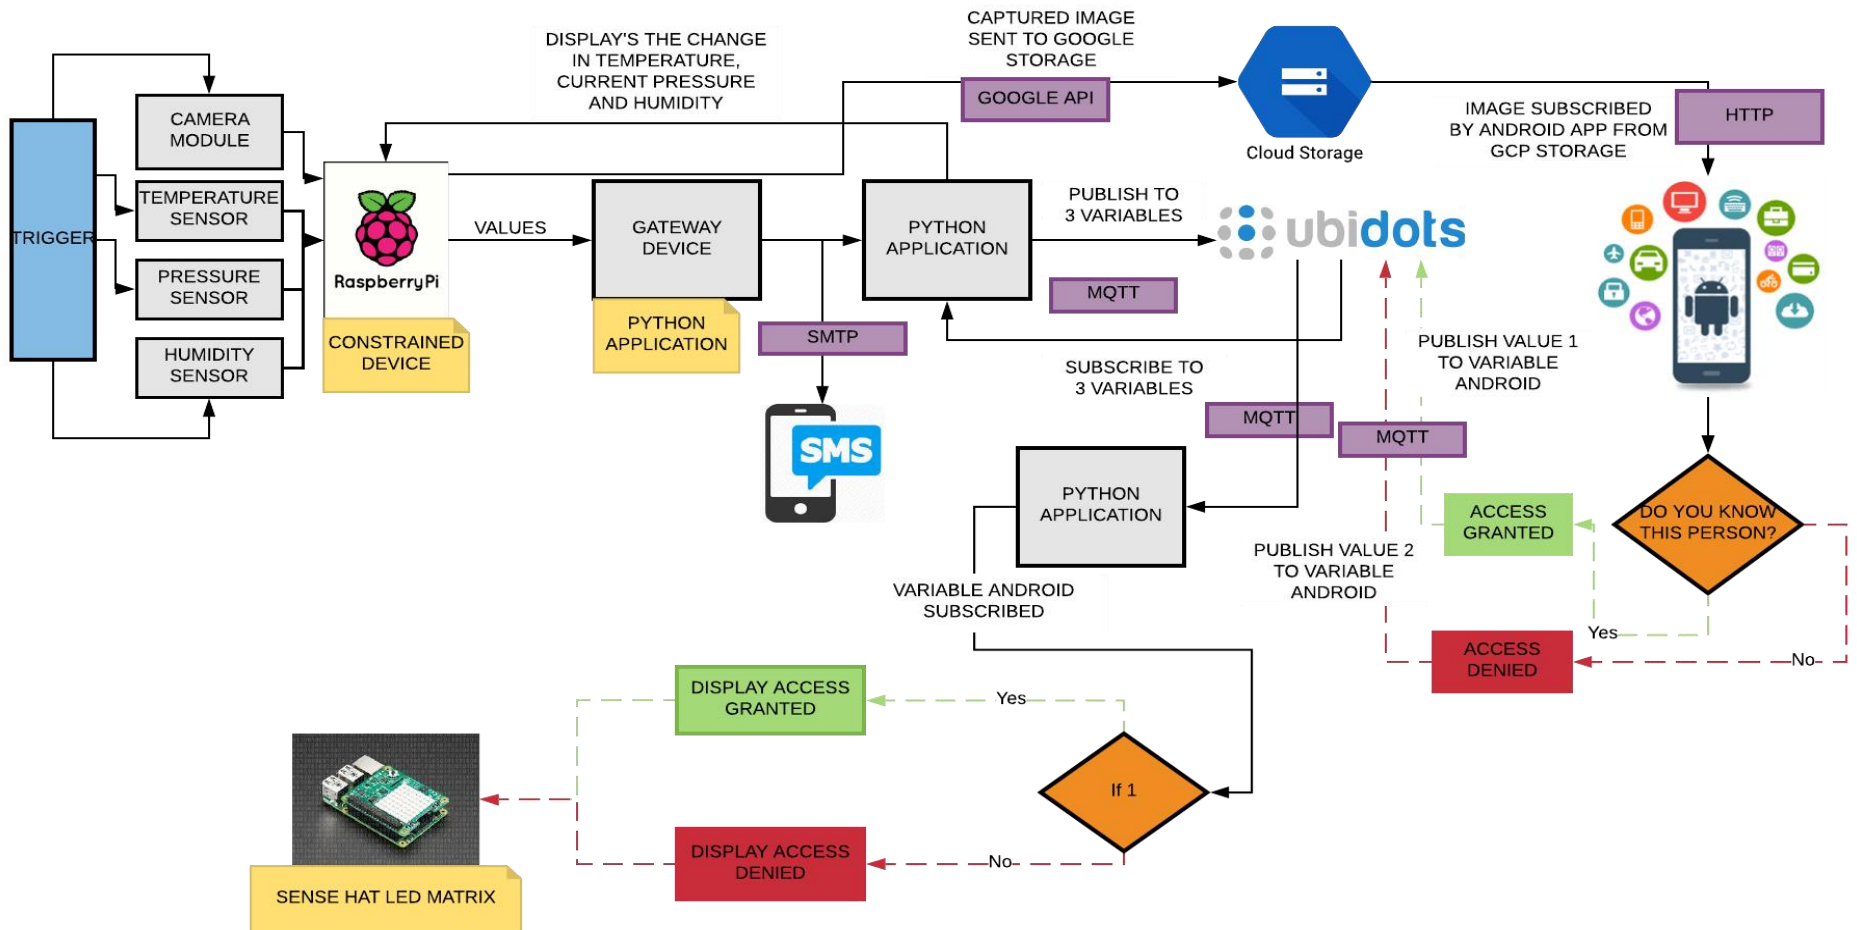 CAPTURED IMAGE
SENT TO GOOGLE
STORAGE
DISPLAY'S THE CHANGE
IN TEMPERATURE,
CURRENT PRESSURE
AND HUMIDITY
GOOGLE API
Cloud Storage
IMAGE SUBSCRIBED
BY ANDROID APP FROM
GCP STORAGE
HTTP
TRIGGER
CAMERA
MODULE
TEMPERATURE
SENSOR
PRESSURE
SENSOR
HUMIDITY
SENSOR
RaspberryPi
CONSTRAINED
DEVICE
VALUES
GATEWAY
DEVICE
PYTHON
APPLICATION
SMTP
SMS
PYTHON
APPLICATION
PUBLISH TO
3 VARIABLES
MQTT
ubidots
SUBSCRIBE TO
3 VARIABLES
MQTT
MQTT
PUBLISH VALUE 1
TO VARIABLE
ANDROID
PYTHON
APPLICATION
ACCESS
GRANTED
DO YOU KNOW
THIS PERSON?
PUBLISH VALUE 2
TO VARIABLE
ANDROID
Yes
ACCESS
DENIED
No
VARIABLE ANDROID
SUBSCRIBED
DISPLAY ACCESS
GRANTED
Yes
If 1
DISPLAY ACCESS
DENIED
No
SENSE HAT LED MATRIX